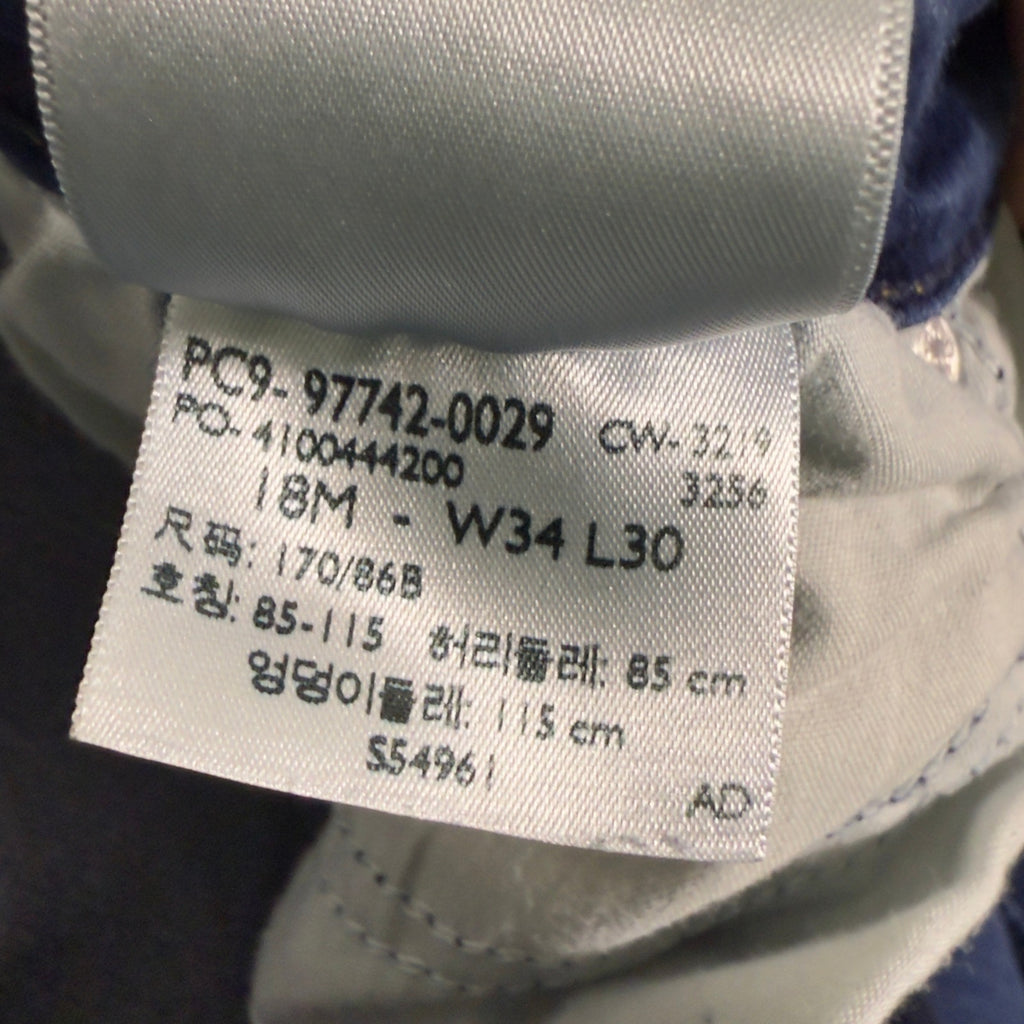 PC9-97742-0029 CW-3219
PO-4100444200 3256
18M - W34 L30
尺码: 170/86B
호칭: 85-115 허리둘레: 85 cm
엉덩이둘레: 115 cm
S54961
AD